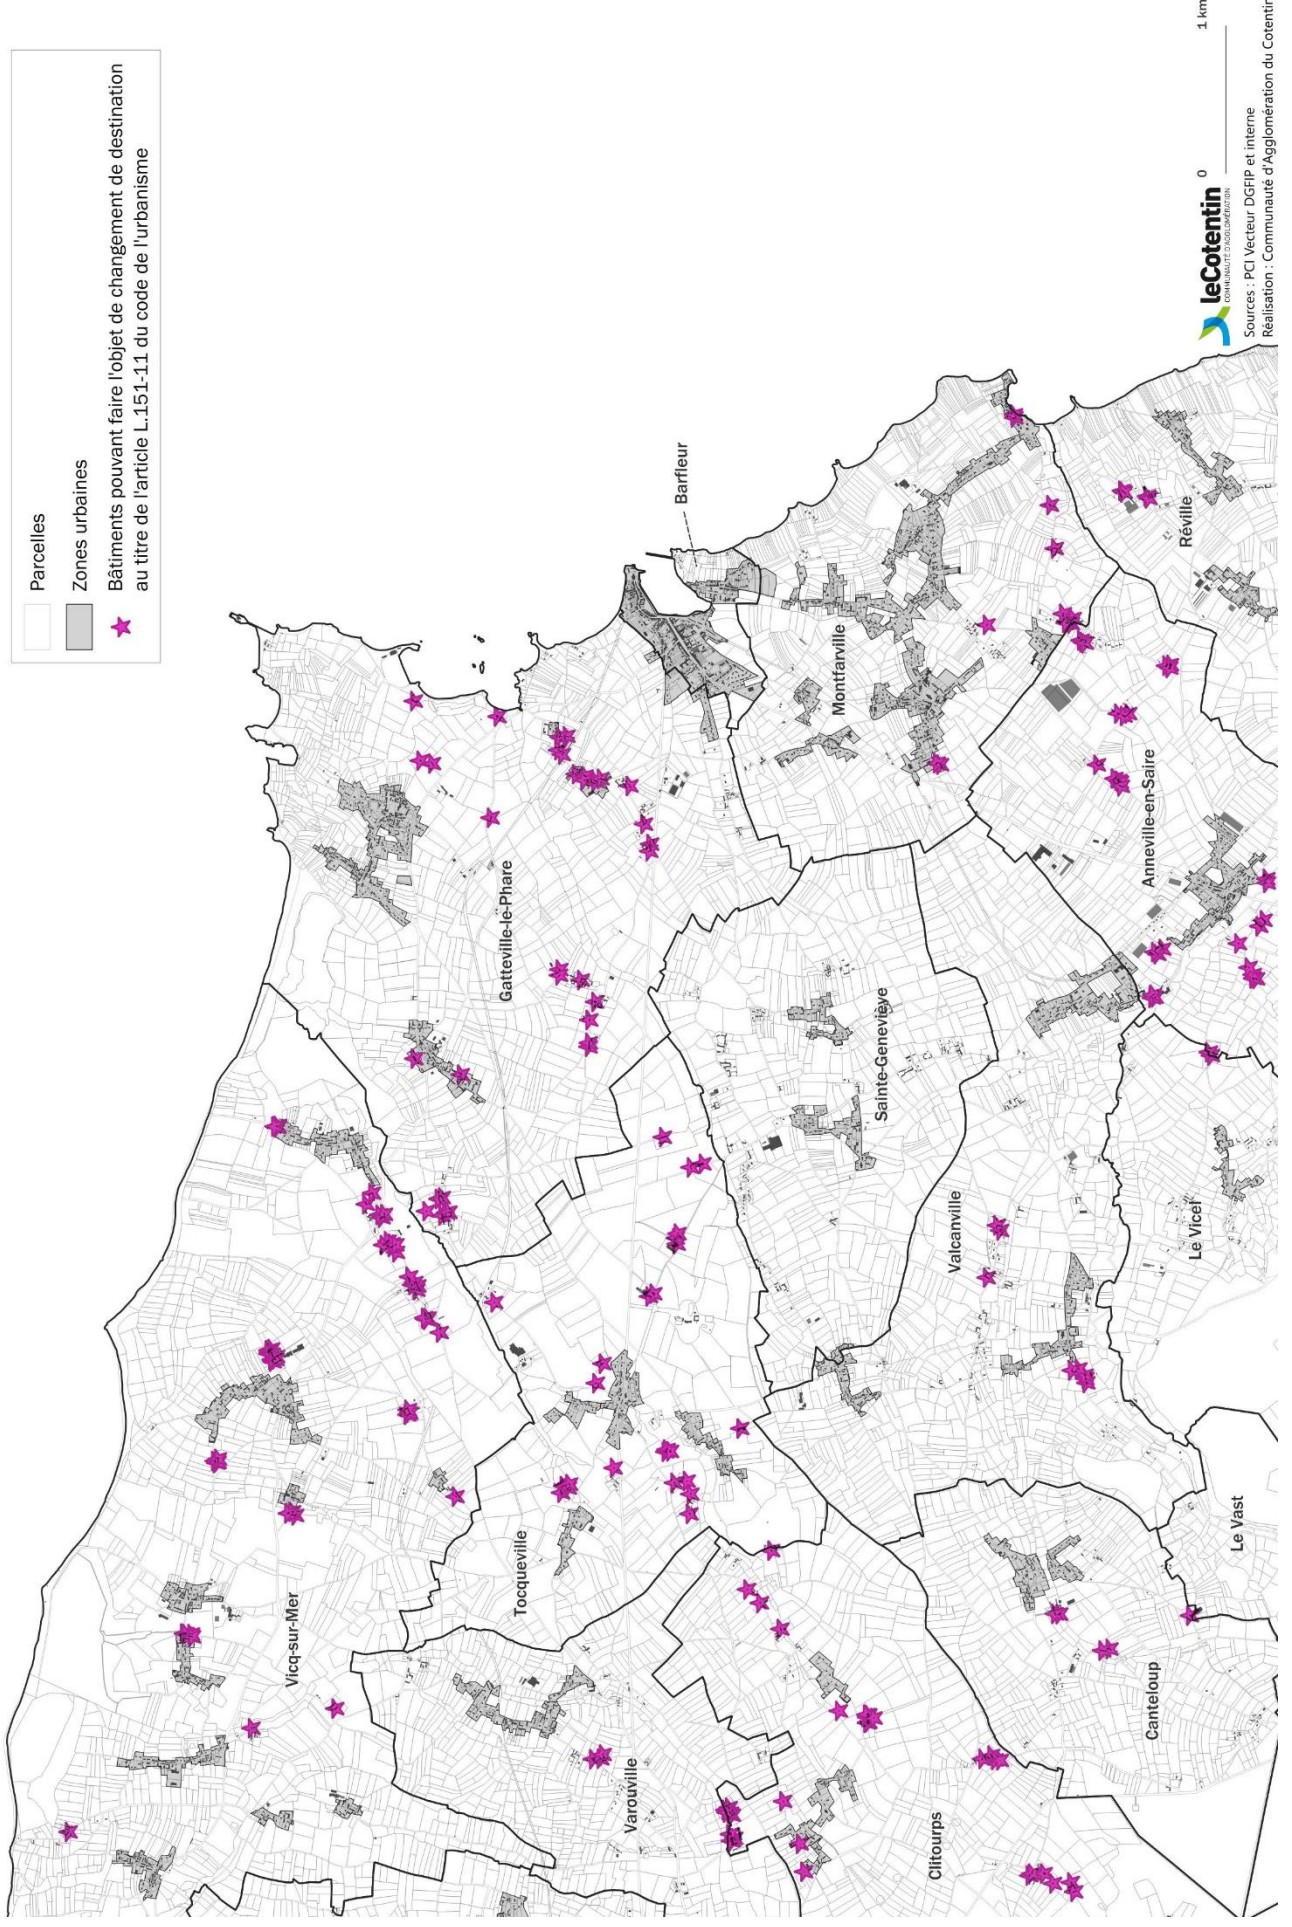 Parcelles
Zones urbaines
Bâtiments pouvant faire l'objet de changement de destination
au titre de l'article L.151-11 du code de l'urbanisme
Vicq-sur-Mer
Gatteville-le-Phare
Tocqueville
Barfleur
Varouville
Montfarville
Sainte-Geneviève
Clitourps
Valcanville
Anneville-en-Saire
Réville
Canteloup
Le Vicel
Le Vast
leCotentin
COMMUNAUTÉ D'AGGLOMÉRATION
0
1 km
Sources : PCI Vecteur DGFIP et interne
Réalisation : Communauté d'Agglomération du Cotentin